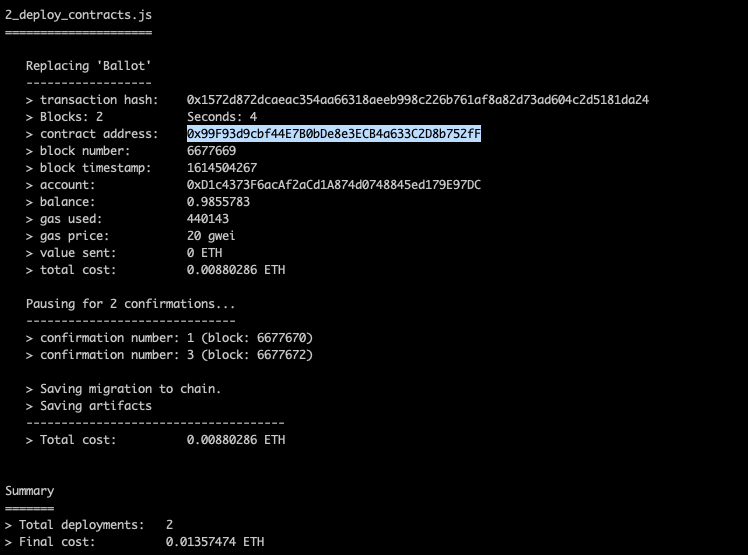 2_deploy_contracts.js
=====================
Replacing 'Ballot'
------------------
> transaction hash: 0x1572d872dcaeac354aa66318aeeb998c226b761af8a82d73ad604c2d5181da24
> Blocks: 2 Seconds: 4
> contract address: 0x99F93d9cbf44E7B0bDe8e3ECB4a633C2D8b752fF
> block number: 6677669
> block timestamp: 1614504267
> account: 0xD1c4373F6acAf2aCd1A874d0748845ed179E97DC
> balance: 0.9855783
> gas used: 440143
> gas price: 20 gwei
> value sent: 0 ETH
> total cost: 0.00880286 ETH
Pausing for 2 confirmations...
------------------------------
> confirmation number: 1 (block: 6677670)
> confirmation number: 3 (block: 6677672)
> Saving migration to chain.
> Saving artifacts
-------------------------------------
> Total cost: 0.00880286 ETH
Summary
=======
> Total deployments: 2
> Final cost: 0.01357474 ETH